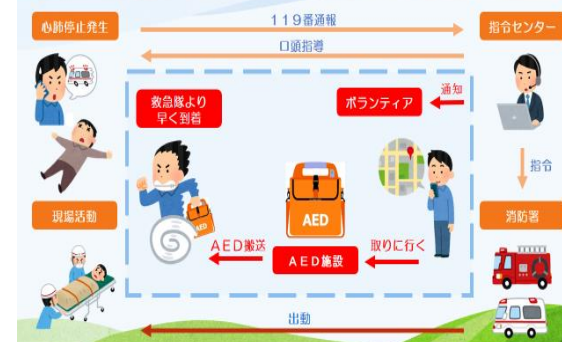 心肺停止発生
119番通報
口頭指導
指令センター
救急隊より
早く到着
ボランティア
通知
指令
現場活動
AED
AED搬送
AED施設
取りに行く
消防署
出動